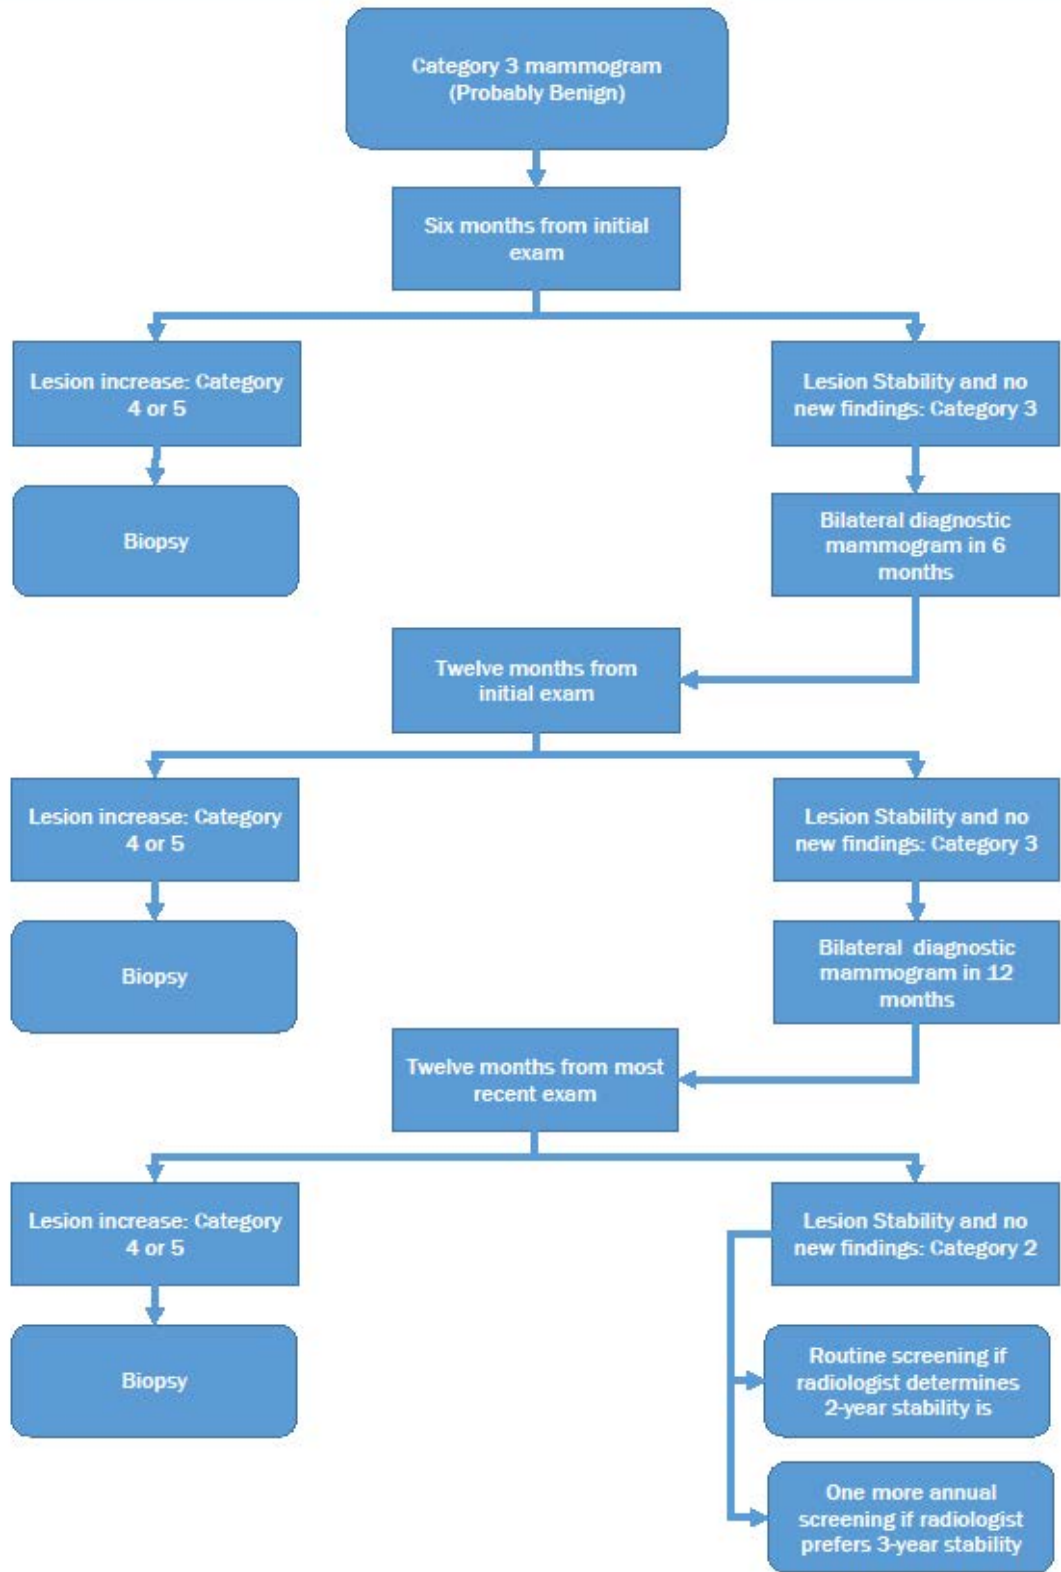 Category 3 mammogram
(Probably Benign)
Six months from initial
exam
Lesion increase: Category
4 or 5
Lesion Stability and no
new findings: Category 3
Biopsy
Bilateral diagnostic
mammogram in 6
months
Twelve months from
initial exam
Lesion increase: Category
4 or 5
Lesion Stability and no
new findings: Category 3
Biopsy
Bilateral diagnostic
mammogram in 12
months
Twelve months from most
recent exam
Lesion increase: Category
4 or 5
Lesion Stability and no
new findings: Category 2
Biopsy
Routine screening if
radiologist determines
2-year stability is
One more annual
screening if radiologist
prefers 3-year stability